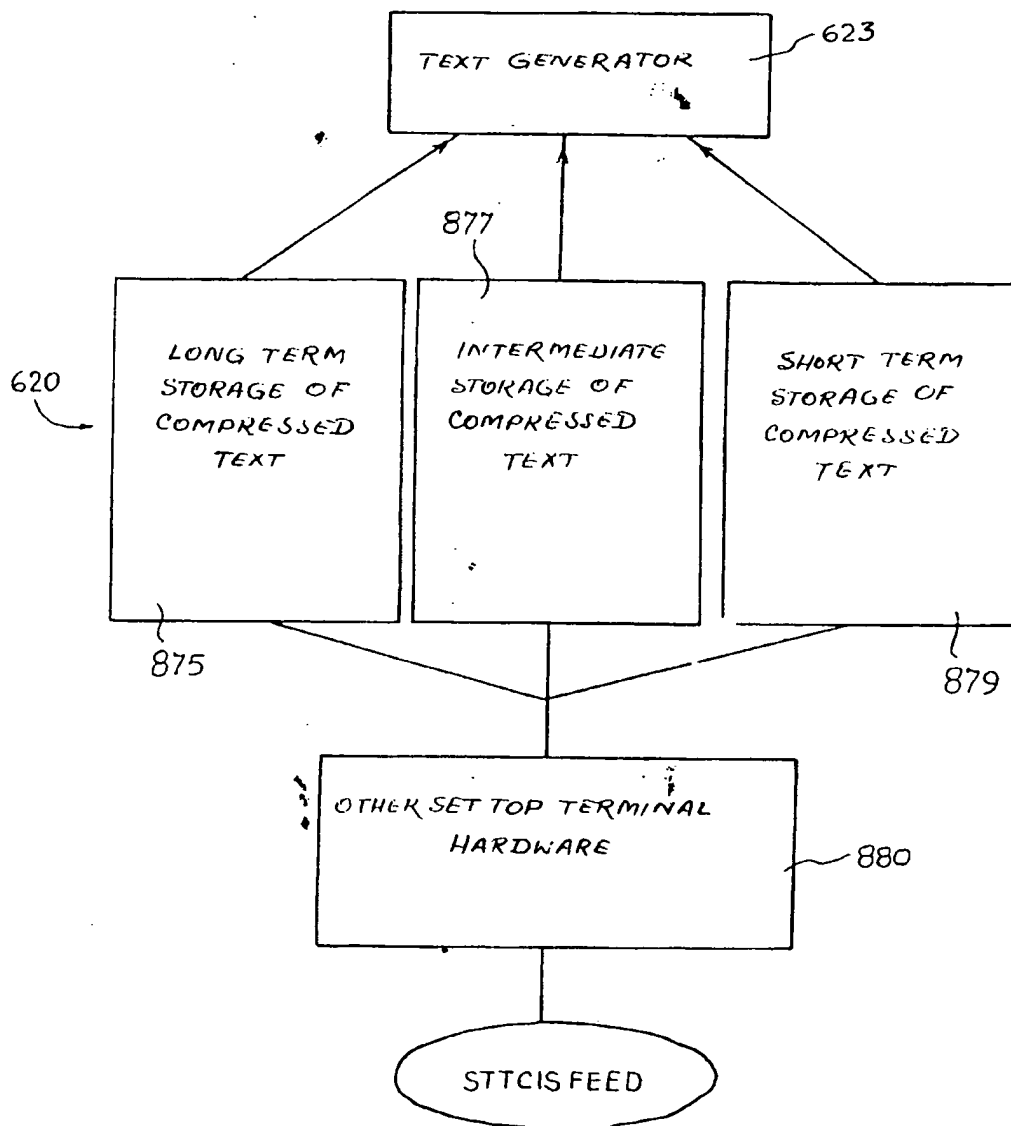 623
TEXT GENERATOR
877
620
LONG TERM
STORAGE OF
COMPRESSED
TEXT
INTERMEDIATE
STORAGE OF
COMPRESSED
TEXT
SHORT TERM
STORAGE OF
COMPRESSED
TEXT
875
879
OTHER SET TOP TERMINAL
HARDWARE
880
STTCIS FEED